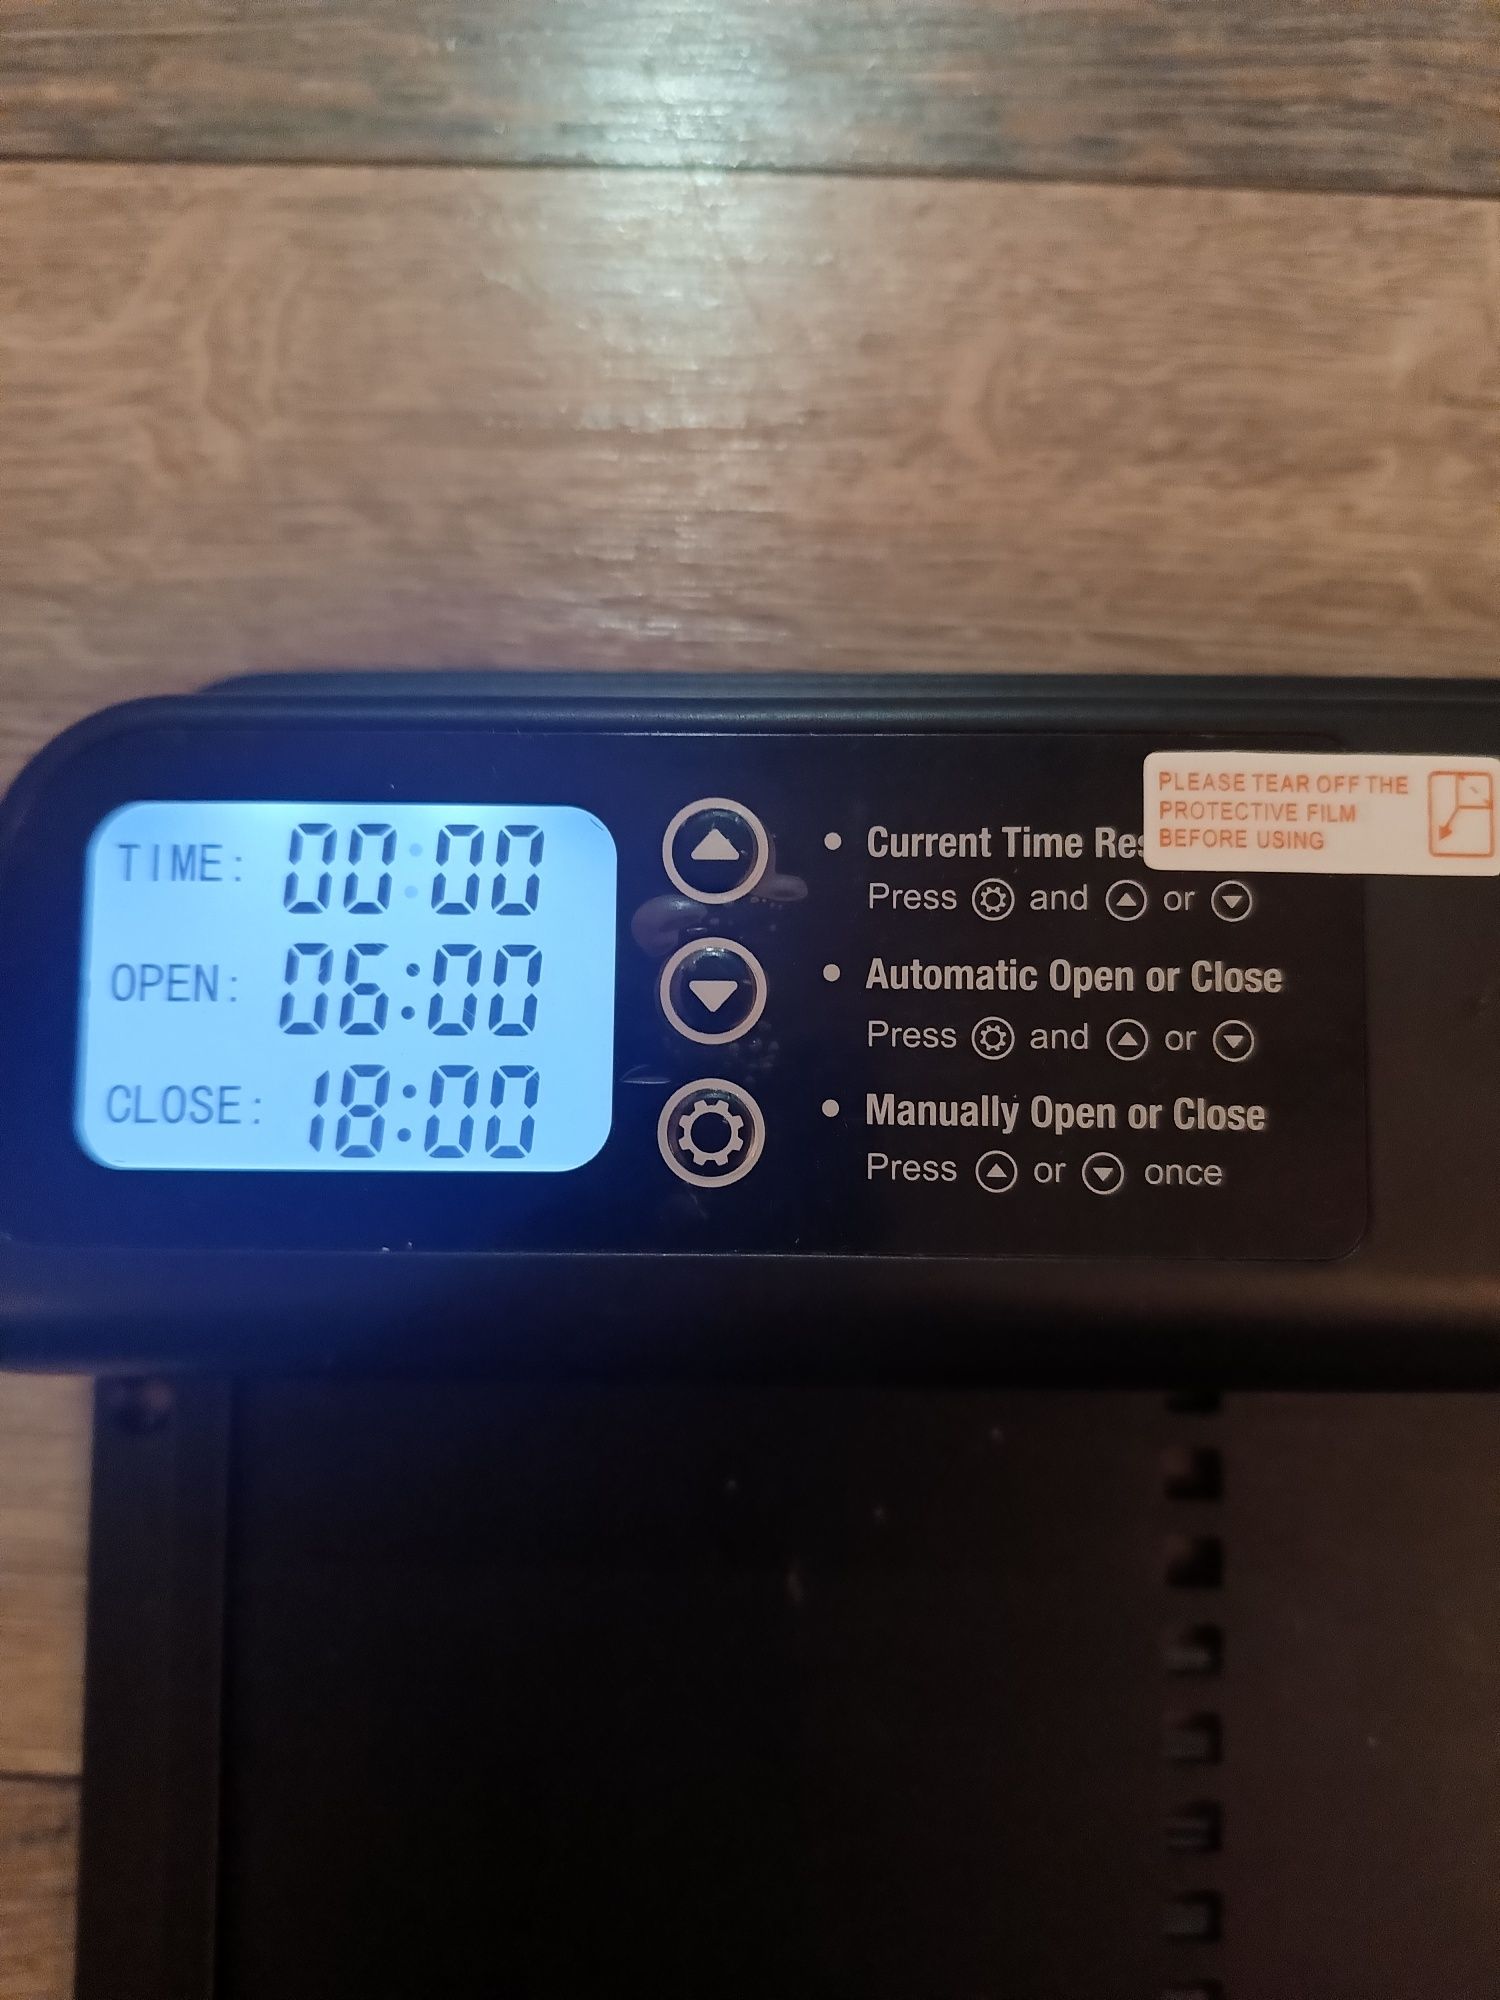 TIME: 00:00
OPEN: 06:00
CLOSE: 18:00
• Current Time
Press and or
• Automatic Open or Close
Press and or
• Manually Open or Close
Press or once
PLEASE TEAR OFF THE
PROTECTIVE FILM
BEFORE USING